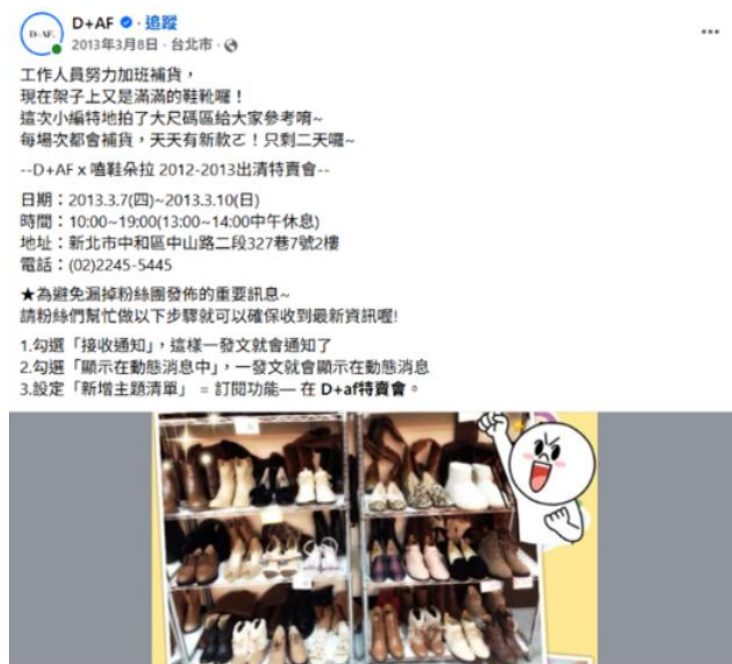 D+AF
D+AF · 追蹤
2013年3月8日 · 台北市 ·
工作人員努力加班補貨，
現在架子上又是滿滿的鞋靴囉！
這次小編特地拍了大尺碼區給大家參考唷~
每場次都會補貨，天天有新款ㄛ！只剩二天囉~
--D+AF x 嗑鞋朵拉 2012-2013出清特賣會--
日期：2013.3.7(四)~2013.3.10(日)
時間：10:00~19:00(13:00~14:00中午休息)
地址：新北市中和區中山路二段327巷7號2樓
電話：(02)2245-5445
★為避免漏掉粉絲團發佈的重要訊息~
請粉絲們幫忙做以下步驟就可以確保收到最新資訊喔!
1.勾選「接收通知」，這樣一發文就會通知了
2.勾選「顯示在動態消息中」，一發文就會顯示在動態消息
3.設定「新增主題清單」 = 訂閱功能— 在 D+af特賣會。